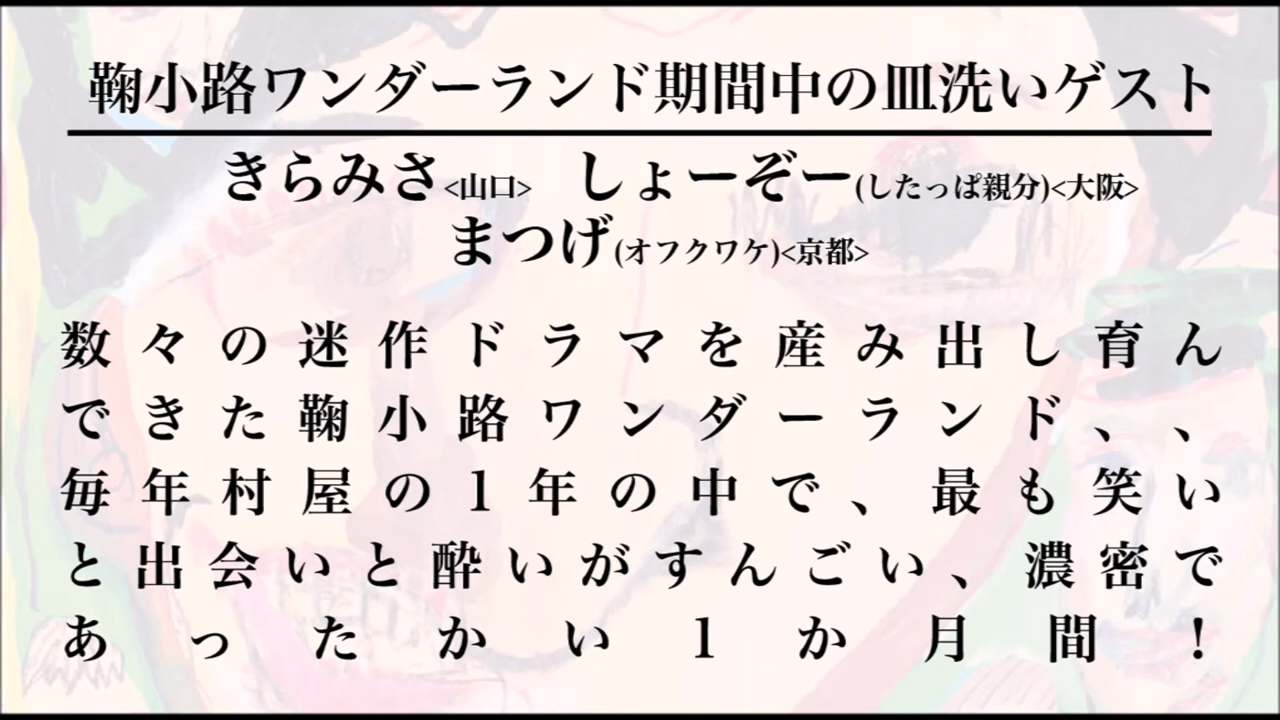 鞠小路ワンダーランド期間中の皿洗いゲスト
きらみさ<山口>　しょーぞー(したっぱ親分)<大阪>
まつげ(オフクワケ)<京都>
数々の迷作ドラマを産み出し育ん
できた鞠小路ワンダーランド、、
毎年村屋の1年の中で、最も笑い
と出会いと酔いがすんごい、濃密で
あったかい1か月間!